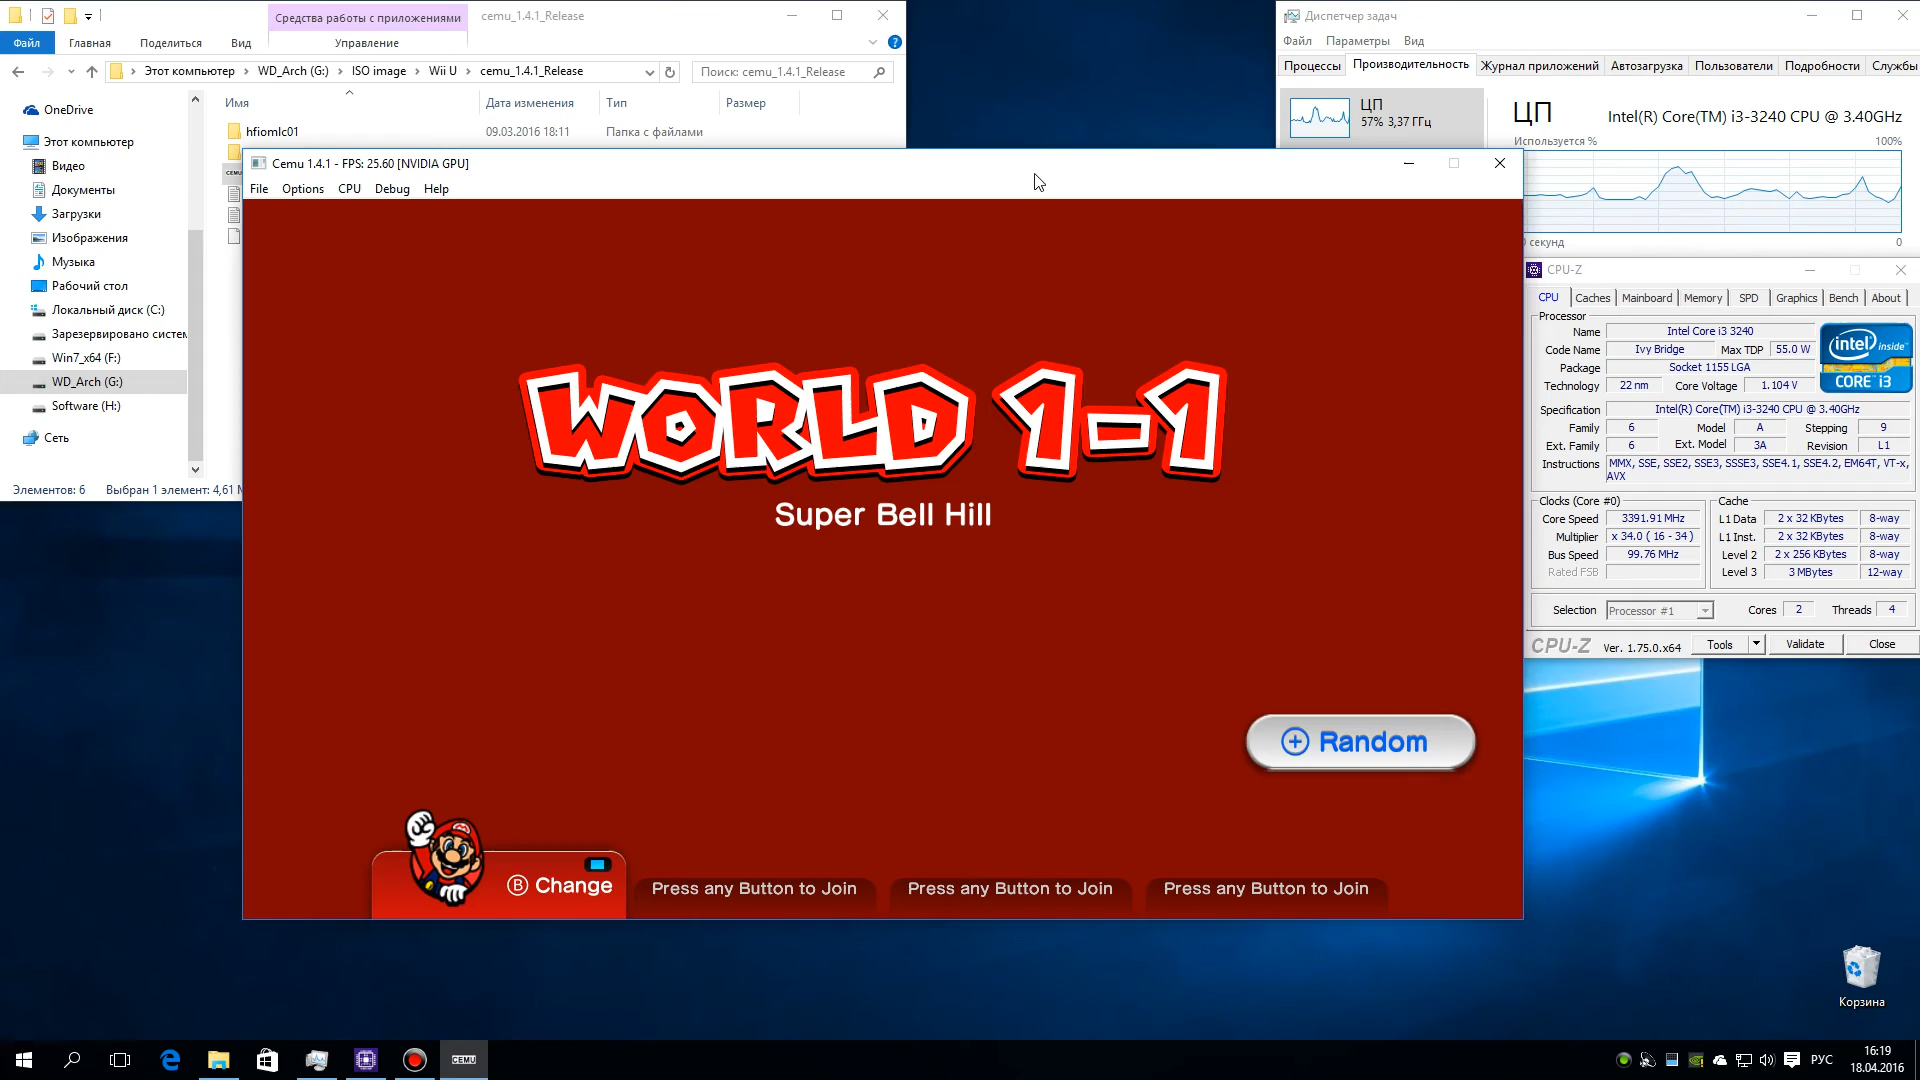 Средства работы с приложениями
cemu_1.4.1_Release
Файл
Главная
Поделиться
Вид
Управление
Этот компьютер
WD_Arch (G:)
ISO image
Wii U
cemu_1.4.1_Release
Поиск: cemu_1.4.1_Release
OneDrive
Этот компьютер
Видео
Документы
Загрузки
Изображения
Музыка
Рабочий стол
Локальный диск (C:)
Зарезервировано систем
Win7_x64 (F:)
WD_Arch (G:)
Software (H:)
Сеть
Имя
Дата изменения
Тип
Размер
hfiomlc01
09.03.2016 18:11
Папка с файлами
Элементов: 6
Выбран 1 элемент: 4,61 М
Cemu 1.4.1 - FPS: 25.60 [NVIDIA GPU]
File
Options
CPU
Debug
Help
WORLD 1-1
Super Bell Hill
Random
B Change
Press any Button to Join
Press any Button to Join
Press any Button to Join
Диспетчер задач
Файл
Параметры
Вид
Процессы
Производительность
Журнал приложений
Автозагрузка
Пользователи
Подробности
Службы
ЦП
57% 3,37 ГГц
ЦП
Intel(R) Core(TM) i3-3240 CPU @ 3.40GHz
Используется %
100%
секунд
0
CPU-Z
CPU
Caches
Mainboard
Memory
SPD
Graphics
Bench
About
Processor
Name
Intel Core i3 3240
Code Name
Ivy Bridge
Max TDP
55.0 W
Package
Socket 1155 LGA
Technology
22 nm
Core Voltage
1.104 V
intel inside
CORE i3
Specification
Intel(R) Core(TM) i3-3240 CPU @ 3.40GHz
Family
6
Model
A
Stepping
9
Ext. Family
6
Ext. Model
3A
Revision
L1
Instructions
MMX, SSE, SSE2, SSE3, SSSE3, SSE4.1, SSE4.2, EM64T, VT-x,
AVX
Clocks (Core #0)
Core Speed
3391.91 MHz
Multiplier
x 34.0 ( 16 - 34 )
Bus Speed
99.76 MHz
Rated FSB
Cache
L1 Data
2 x 32 KBytes
8-way
L1 Inst.
2 x 32 KBytes
8-way
Level 2
2 x 256 KBytes
8-way
Level 3
3 MBytes
12-way
Selection
Processor #1
Cores
2
Threads
4
CPU-Z
Ver. 1.75.0.x64
Tools
Validate
Close
Корзина
CEMU
РУС
16:19
18.04.2016